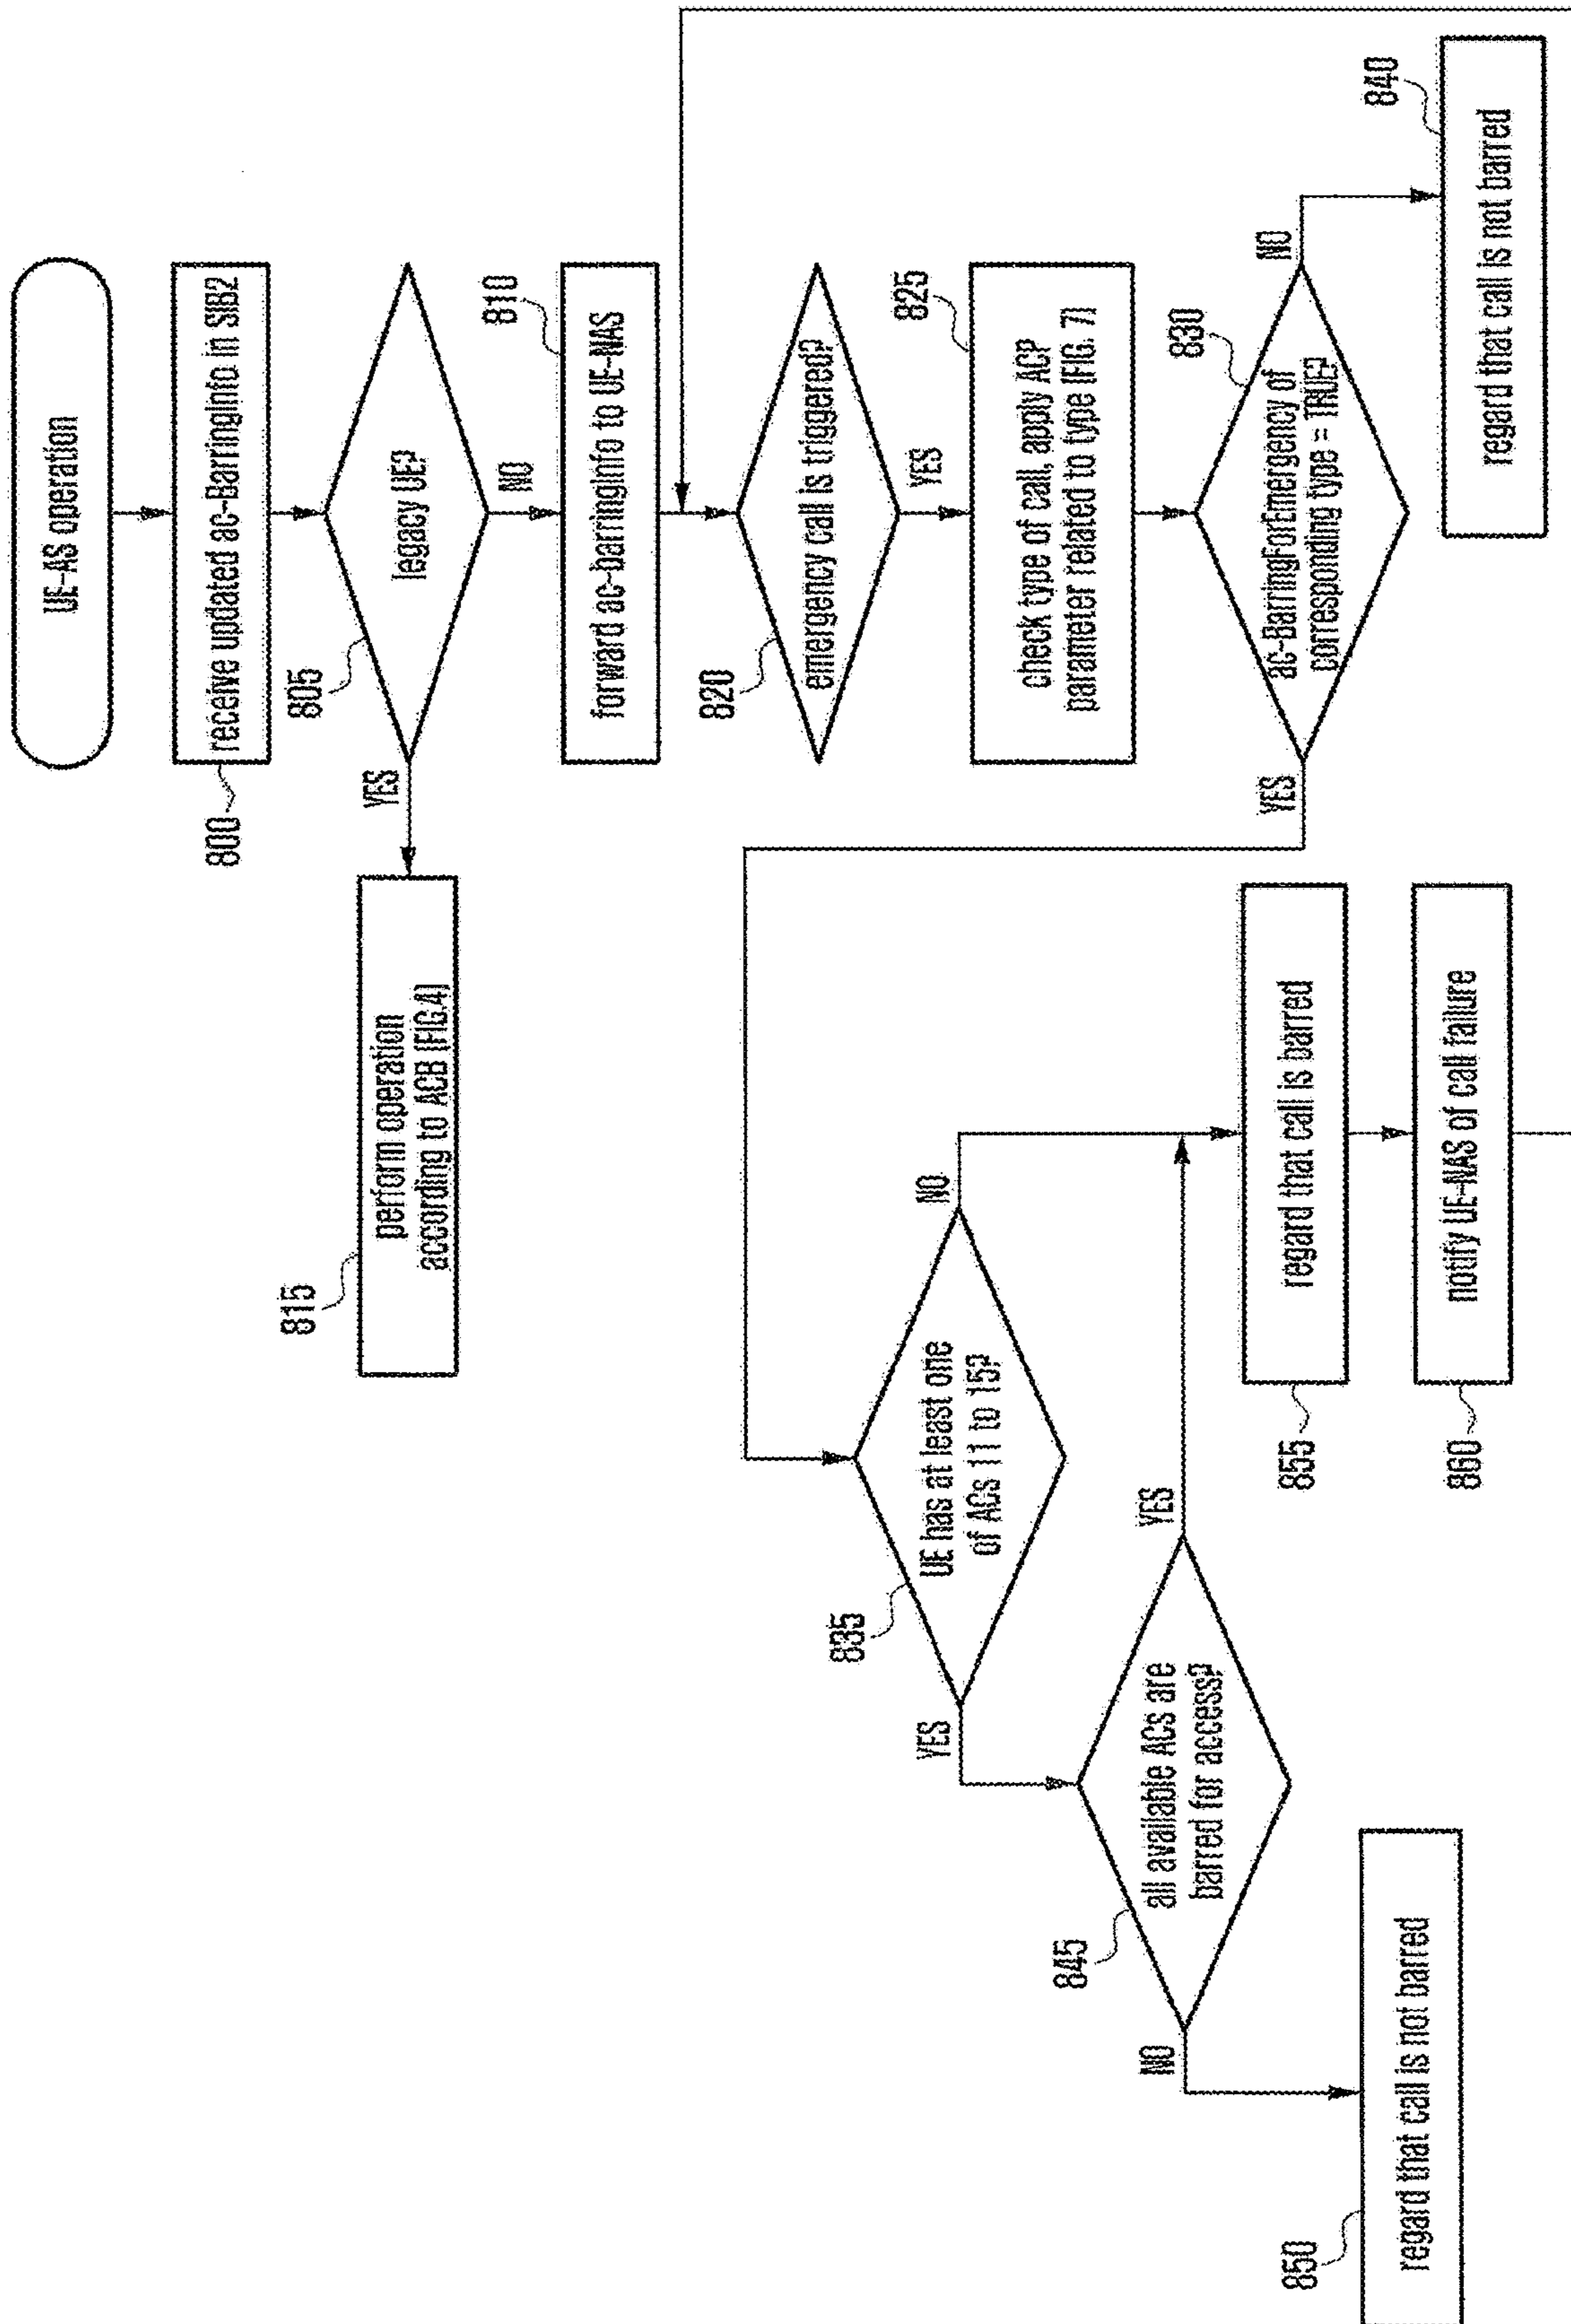 UE-AS operation
800
receive updated ac-BarringInfo in SIB2
805
legacy UE?
YES
NO
815
perform operation
according to ACB (FIG.4)
810
forward ac-barringInfo to UE-NAS
820
emergency call is triggered?
YES
825
check type of call, apply ACP
parameter related to type (FIG. 7)
830
ac-BarringForEmergency of
corresponding type = TRUE?
YES
NO
840
regard that call is not barred
835
UE has at least one
of ACs 11 to 15?
YES
NO
845
all available ACs are
barred for access?
NO
YES
850
regard that call is not barred
855
regard that call is barred
860
notify UE-NAS of call failure